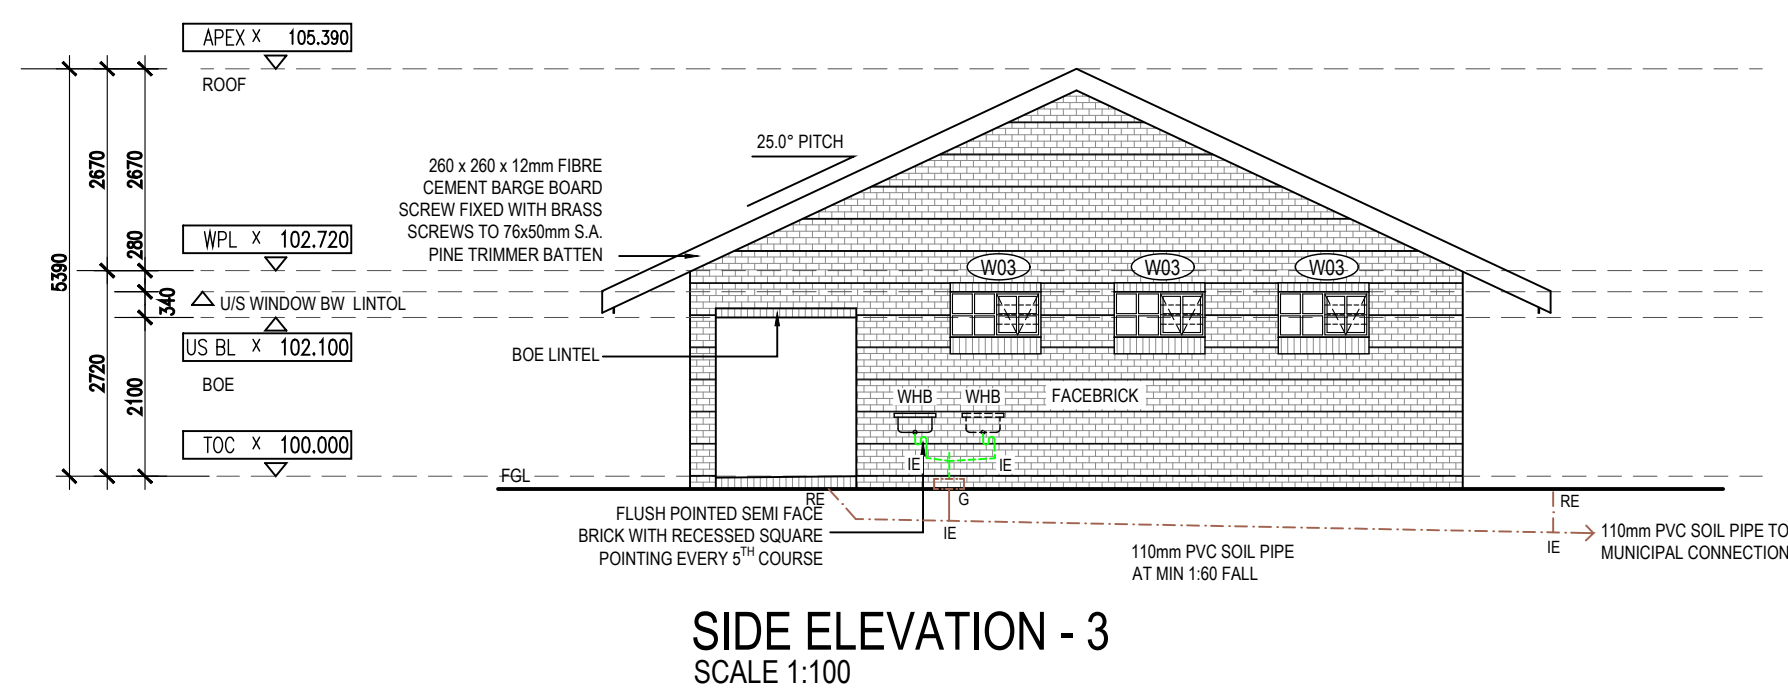 APEX X 105.390
ROOF
2670
2670
WPL X 102.720
280
5390
340
U/S WINDOW BW LINTOL
US BL X 102.100
BOE
2720
2100
TOC X 100.000
25.0° PITCH
260 x 260 x 12mm FIBRE
CEMENT BARGE BOARD
SCREW FIXED WITH BRASS
SCREWS TO 76x50mm S.A.
PINE TRIMMER BATTEN
W03
W03
W03
BOE LINTEL
WHB
WHB
FACEBRICK
IE
IE
FGL
RE
G
RE
FLUSH POINTED SEMI FACE
BRICK WITH RECESSED SQUARE
POINTING EVERY 5TH COURSE
IE
IE
110mm PVC SOIL PIPE
AT MIN 1:60 FALL
110mm PVC SOIL PIPE TO
MUNICIPAL CONNECTION
SIDE ELEVATION - 3
SCALE 1:100